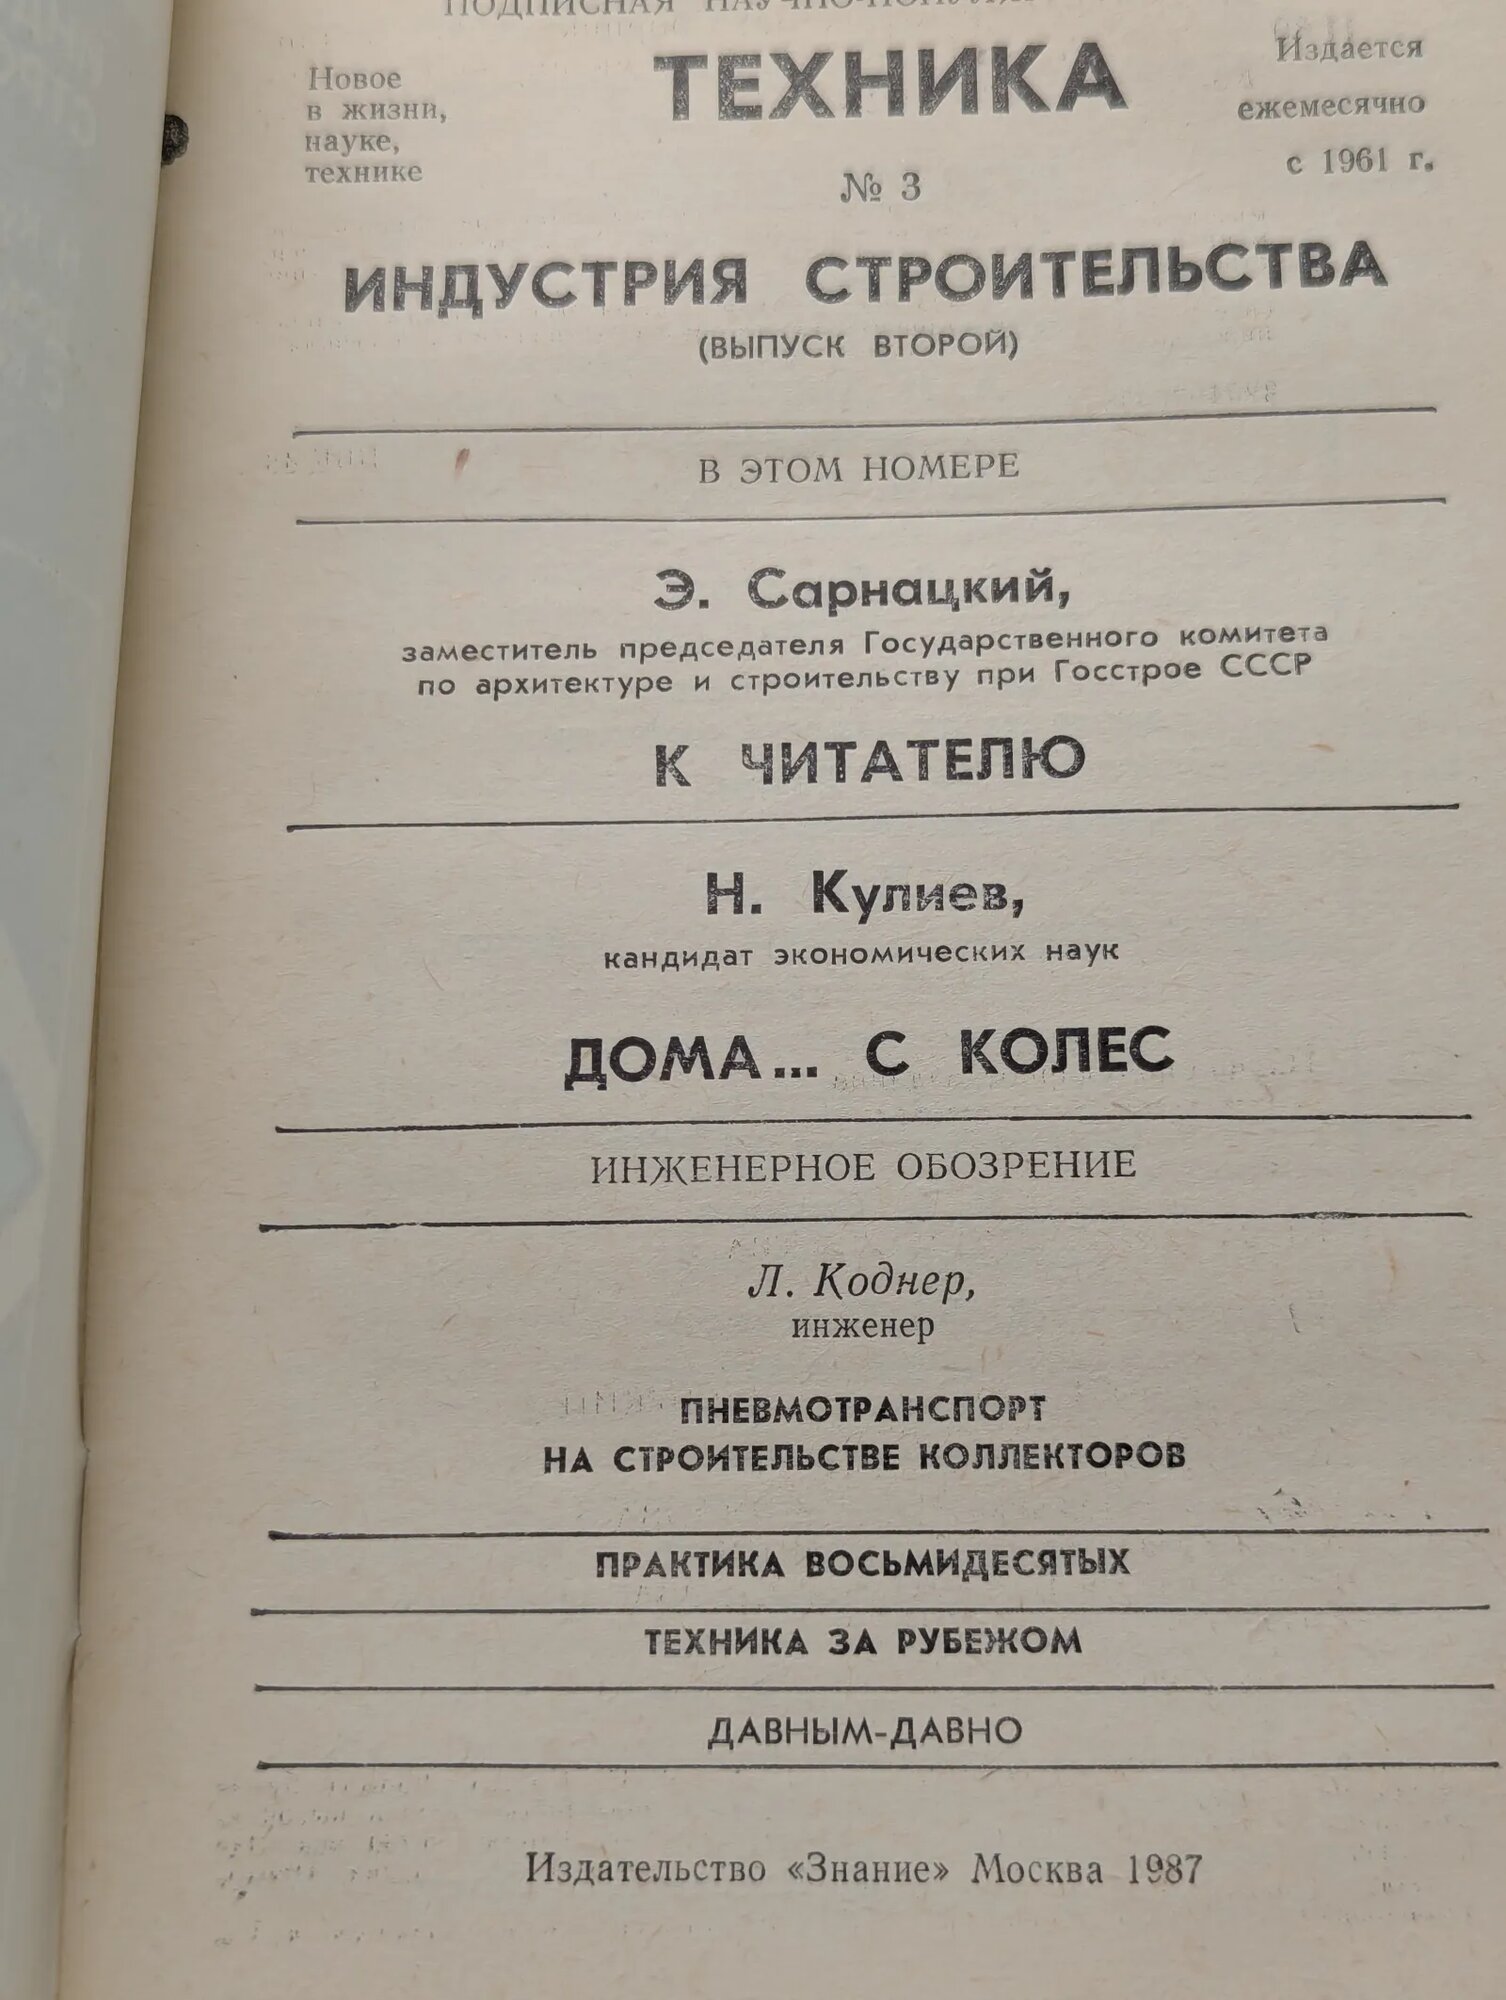 ПОДПИСНАЯ
Новое
в жизни,
науке,
технике
ТЕХНИКА
№ 3
Издается
ежемесячно
с 1961 г.
ИНДУСТРИЯ СТРОИТЕЛЬСТВА
(ВЫПУСК ВТОРОЙ)
В ЭТОМ НОМЕРЕ
Э. Сарнацкий,
заместитель председателя Государственного комитета
по архитектуре и строительству при Госстрое СССР
К ЧИТАТЕЛЮ
Н. Кулиев,
кандидат экономических наук
ДОМА... С КОЛЕС
ИНЖЕНЕРНОЕ ОБОЗРЕНИЕ
Л. Коднер,
инженер
ПНЕВМОТРАНСПОРТ
НА СТРОИТЕЛЬСТВЕ КОЛЛЕКТОРОВ
ПРАКТИКА ВОСЬМИДЕСЯТЫХ
ТЕХНИКА ЗА РУБЕЖОМ
ДАВНЫМ-ДАВНО
Издательство «Знание» Москва 1987